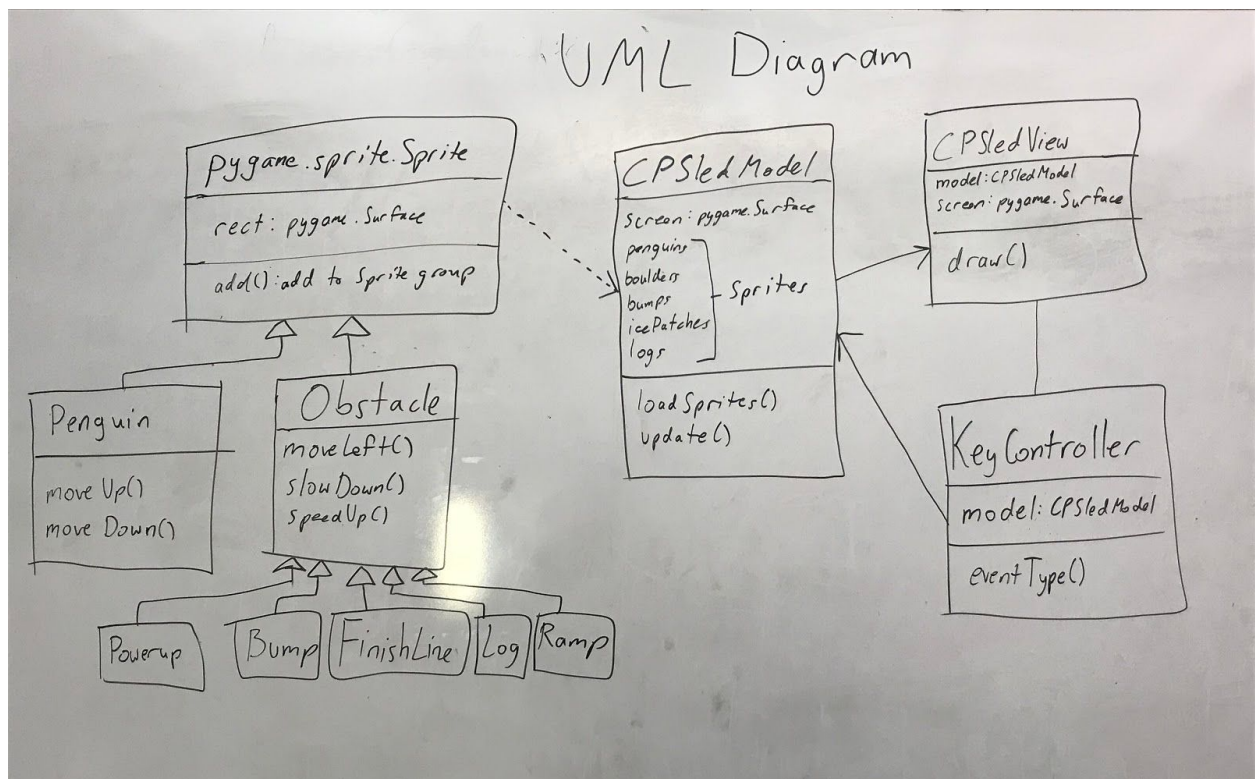 UML Diagram
pygame.sprite.Sprite
rect: pygame.Surface
add(): add to Sprite group
Penguin
move Up()
move Down()
Obstacle
moveLeft()
slowDown()
speedUp()
Powerup
Bump
FinishLine
Log
Ramp
CPSledModel
screen: pygame.Surface
penguins
boulders
bumps
icePatches
logs
Sprites
loadSprites()
update()
CPSledView
model: CPSledModel
screen: pygame.Surface
draw()
KeyController
model: CPSledModel
eventType()